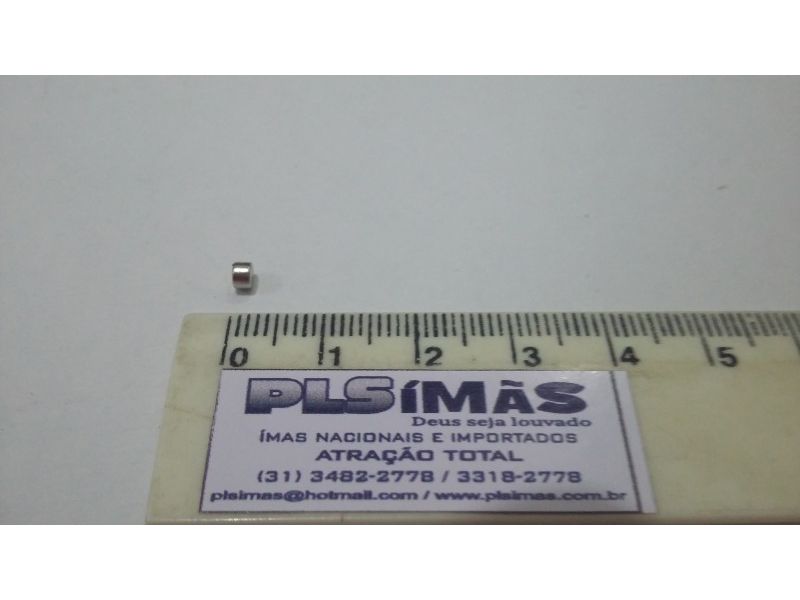 0 1 2 3 4 5
PLSÍMÃS
Deus seja louvado
ÍMAS NACIONAIS E IMPORTADOS
ATRAÇÃO TOTAL
(31) 3482-2778 / 3318-2778
plsimas@hotmail.com / www.plsimas.com.br